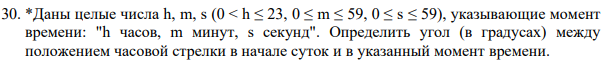 30. *Даны целые числа h, m, s (0 < h ≤ 23, 0 ≤ m ≤ 59, 0 ≤ s ≤ 59), указывающие момент
времени: "h часов, m минут, s секунд". Определить угол (в градусах) между
положением часовой стрелки в начале суток и в указанный момент времени.